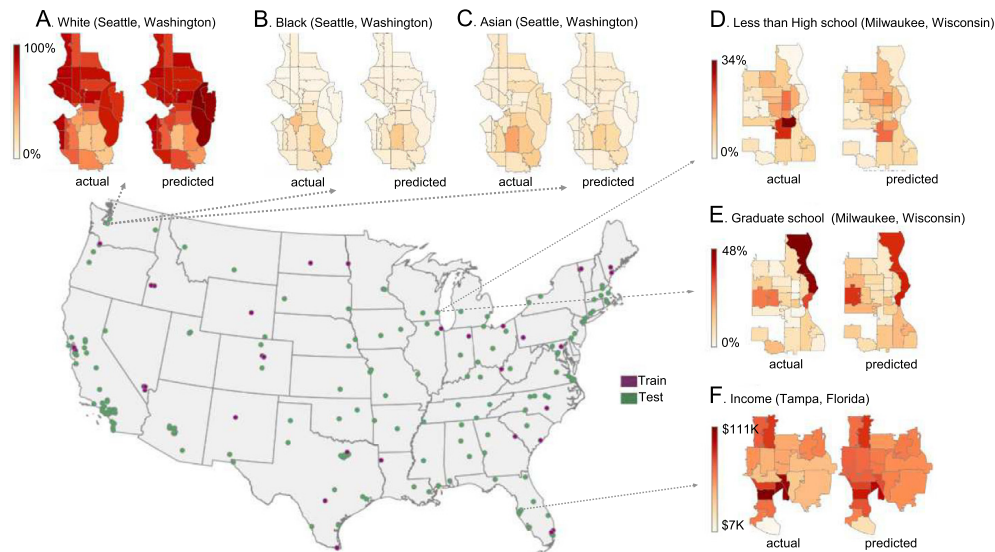 A. White (Seattle, Washington)
B. Black (Seattle, Washington)
C. Asian (Seattle, Washington)
D. Less than High school (Milwaukee, Wisconsin)
100%
0%
actual
predicted
actual
predicted
actual
predicted
34%
0%
actual
predicted
E. Graduate school (Milwaukee, Wisconsin)
48%
0%
actual
predicted
Train
Test
F. Income (Tampa, Florida)
$111K
$7K
actual
predicted